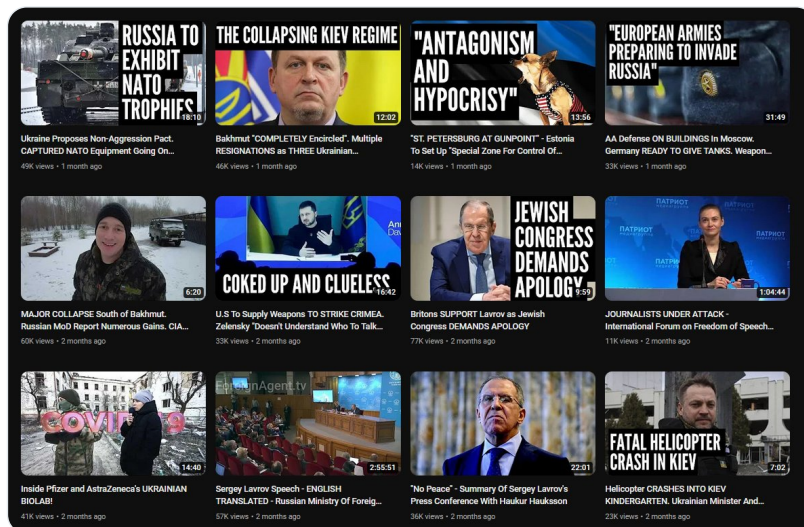 RUSSIA TO
EXHIBIT
NATO
TROPHIES
18:10
THE COLLAPSING KIEV REGIME
12:02
"ANTAGONISM
AND
HYPOCRISY"
13:56
"EUROPEAN ARMIES
PREPARING TO INVADE
RUSSIA"
31:49
Ukraine Proposes Non-Aggression Pact.
CAPTURED NATO Equipment Going On...
49K views • 1 month ago
Bakhmut "COMPLETELY Encircled". Multiple
RESIGNATIONS as THREE Ukrainian...
46K views • 1 month ago
"ST. PETERSBURG AT GUNPOINT" - Estonia
To Set Up "Special Zone For Control Of...
14K views • 1 month ago
AA Defense ON BUILDINGS In Moscow.
Germany READY TO GIVE TANKS. Weapon...
33K views • 1 month ago
6:20
COKED UP AND CLUELESS
16:42
JEWISH
CONGRESS
DEMANDS
APOLOGY
9:59
ПАТРИОТ
ПАТРИОТ
ПАТРИОТ
1:04:44
MAJOR COLLAPSE South of Bakhmut.
Russian MoD Report Numerous Gains. CIA...
60K views • 2 months ago
U.S To Supply Weapons TO STRIKE CRIMEA.
Zelensky "Doesn't Understand Who To Talk...
33K views • 2 months ago
Britons SUPPORT Lavrov as Jewish
Congress DEMANDS APOLOGY
77K views • 2 months ago
JOURNALISTS UNDER ATTACK -
International Forum on Freedom of Speech...
11K views • 2 months ago
COVID19
14:40
ForeignAgent.tv
2:55:51
22:01
FATAL HELICOPTER
CRASH IN KIEV
7:02
Inside Pfizer and AstraZeneca's UKRAINIAN
BIOLAB!
41K views • 2 months ago
Sergey Lavrov Speech - ENGLISH
TRANSLATED - Russian Ministry Of Foreig...
57K views • 2 months ago
"No Peace" - Summary Of Sergey Lavrov's
Press Conference With Haukur Hauksson
36K views • 2 months ago
Helicopter CRASHES INTO KIEV
KINDERGARTEN. Ukrainian Minister And...
23K views • 2 months ago